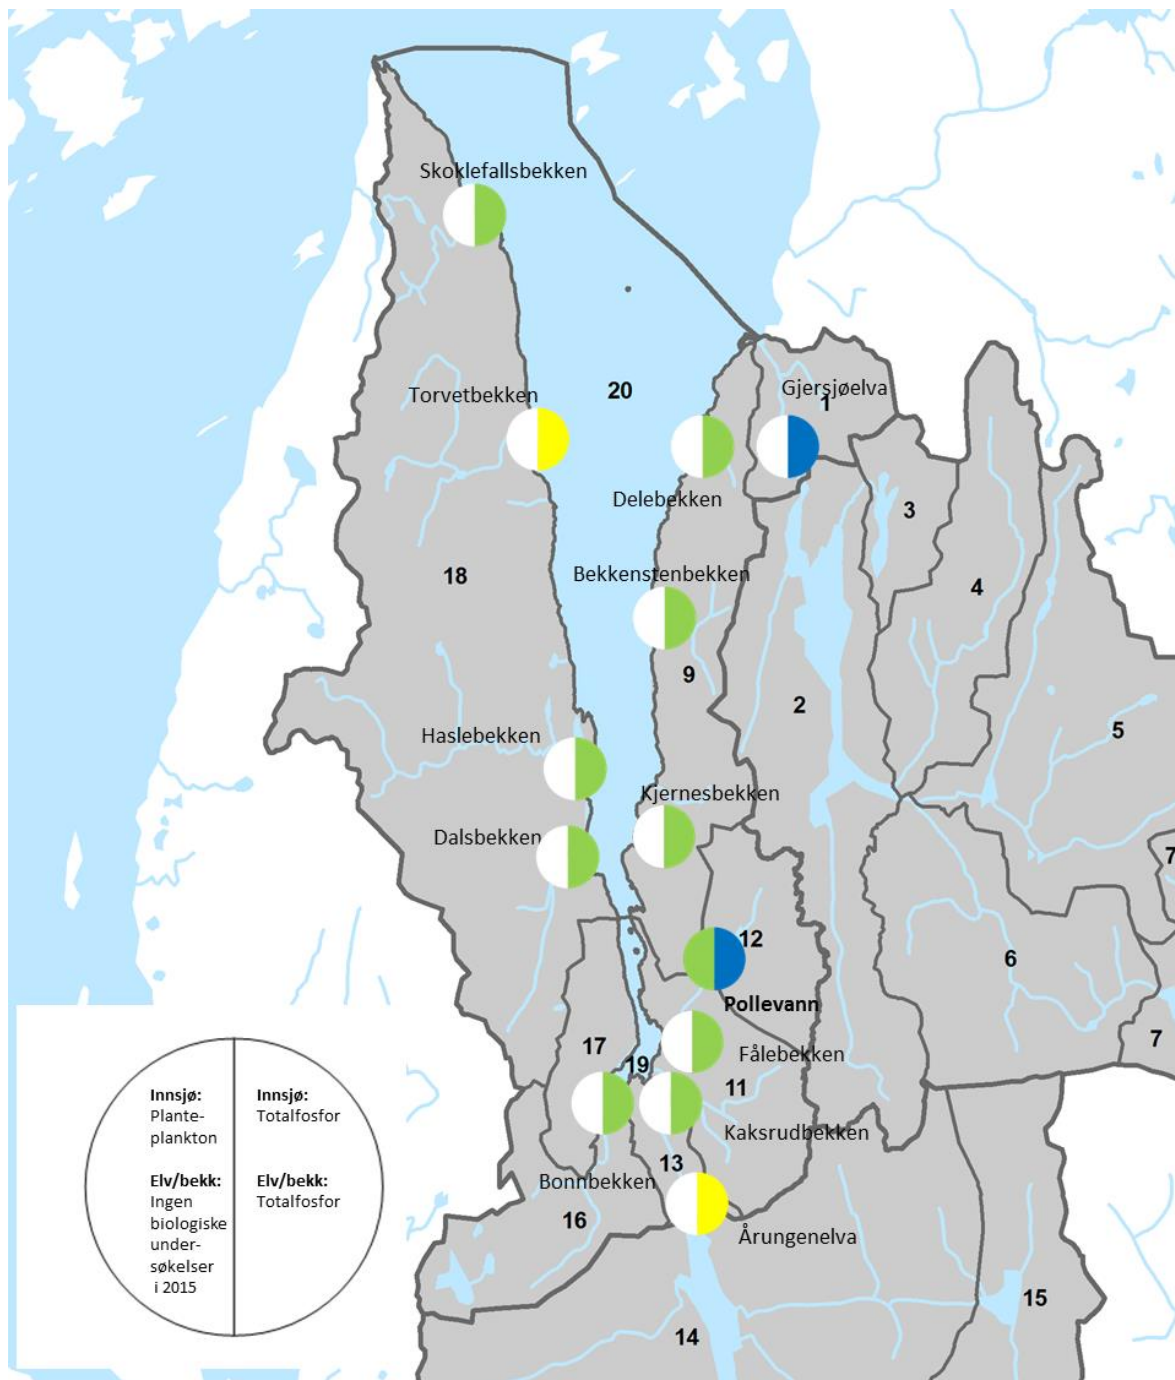 Skoklefallsbekken
Torvetbekken
20
Gjersjøelva
1
Delebekken
3
18
Bekkenstenbekken
4
9
2
5
Haslebekken
Kjernesbekken
Dalsbekken
7
12
6
Pollevann
17
19
Fålebekken
7
11
Kaksrudbekken
13
Bonnbekken
16
Årungenelva
15
14
Innsjø:
Plante-
plankton
Elv/bekk:
Ingen
biologiske
under-
søkelser
i 2015
Innsjø:
Totalfosfor
Elv/bekk:
Totalfosfor